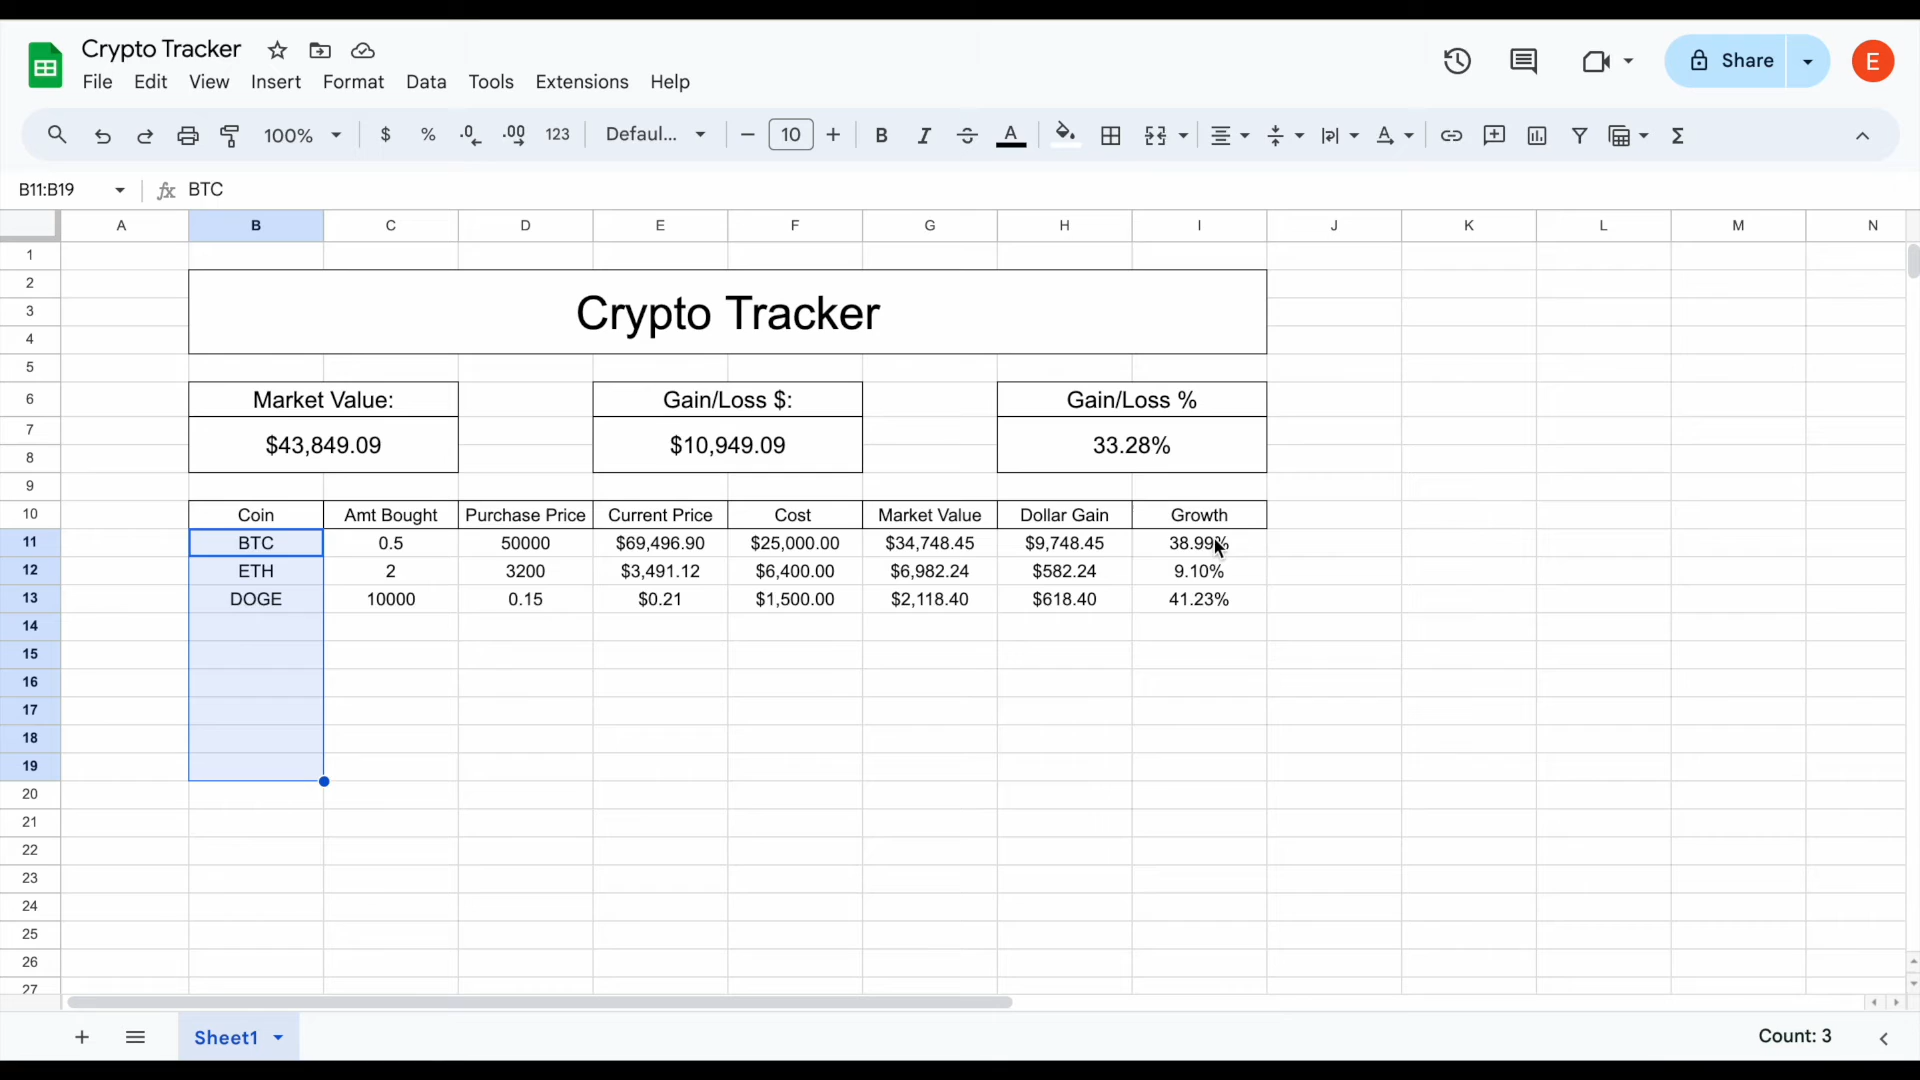 Crypto Tracker
File Edit View Insert Format Data Tools Extensions Help
Share
E
100% $ % .0 .00 123 Defaul... 10 B I A Σ
B11:B19 fx BTC
A B C D E F G H I J K L M N
1
2
3 Crypto Tracker
4
5
6 Market Value: Gain/Loss $: Gain/Loss %
7 $43,849.09 $10,949.09 33.28%
8
9
10 Coin Amt Bought Purchase Price Current Price Cost Market Value Dollar Gain Growth
11 BTC 0.5 50000 $69,496.90 $25,000.00 $34,748.45 $9,748.45 38.99%
12 ETH 2 3200 $3,491.12 $6,400.00 $6,982.24 $582.24 9.10%
13 DOGE 10000 0.15 $0.21 $1,500.00 $2,118.40 $618.40 41.23%
14
15
16
17
18
19
20
21
22
23
24
25
26
27
Sheet1 Count: 3